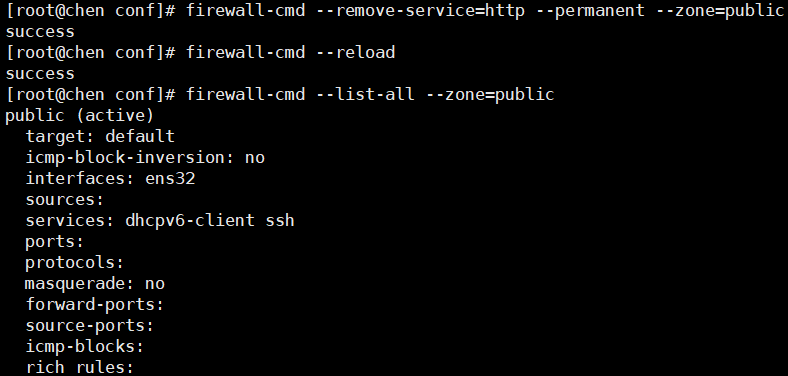 [root@chen conf]# firewall-cmd --remove-service=http --permanent --zone=public
success
[root@chen conf]# firewall-cmd --reload
success
[root@chen conf]# firewall-cmd --list-all --zone=public
public (active)
  target: default
  icmp-block-inversion: no
  interfaces: ens32
  sources:
  services: dhcpv6-client ssh
  ports:
  protocols:
  masquerade: no
  forward-ports:
  source-ports:
  icmp-blocks:
  rich rules: